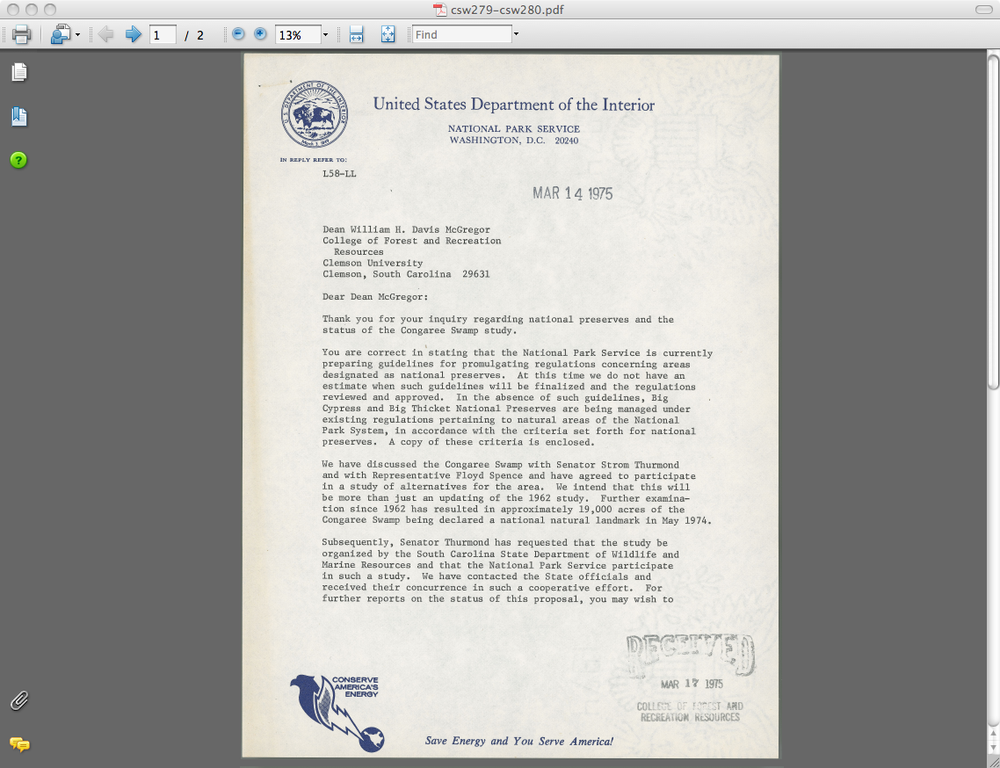 csw279-csw280.pdf
1 / 2 13% Find
U.S. DEPARTMENT OF THE INTERIOR
March 3, 1849
United States Department of the Interior
NATIONAL PARK SERVICE
WASHINGTON, D.C. 20240
IN REPLY REFER TO:
L58-LL
MAR 14 1975
Dean William H. Davis McGregor
College of Forest and Recreation
Resources
Clemson University
Clemson, South Carolina 29631
Dear Dean McGregor:
Thank you for your inquiry regarding national preserves and the
status of the Congaree Swamp study.
You are correct in stating that the National Park Service is currently
preparing guidelines for promulgating regulations concerning areas
designated as national preserves. At this time we do not have an
estimate when such guidelines will be finalized and the regulations
reviewed and approved. In the absence of such guidelines, Big
Cypress and Big Thicket National Preserves are being managed under
existing regulations pertaining to natural areas of the National
Park System, in accordance with the criteria set forth for national
preserves. A copy of these criteria is enclosed.
We have discussed the Congaree Swamp with Senator Strom Thurmond
and with Representative Floyd Spence and have agreed to participate
in a study of alternatives for the area. We intend that this will
be more than just an updating of the 1962 study. Further examina-
tion since 1962 has resulted in approximately 19,000 acres of the
Congaree Swamp being declared a national natural landmark in May 1974.
Subsequently, Senator Thurmond has requested that the study be
organized by the South Carolina State Department of Wildlife and
Marine Resources and that the National Park Service participate
in such a study. We have contacted the State officials and
received their concurrence in such a cooperative effort. For
further reports on the status of this proposal, you may wish to
RECEIVED
MAR 17 1975
COLLEGE OF FOREST AND
RECREATION RESOURCES
CONSERVE
AMERICA'S
ENERGY
Save Energy and You Serve America!